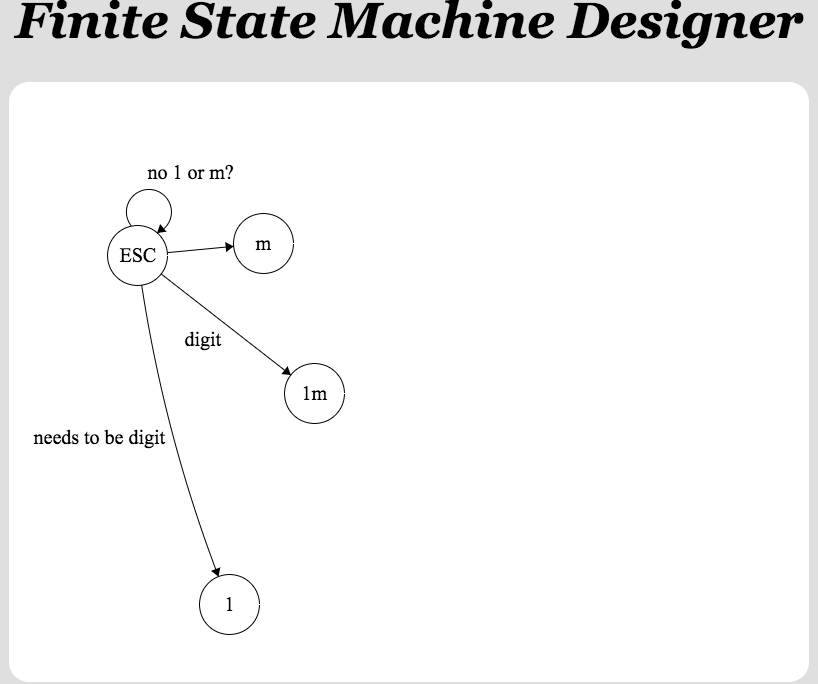 Finite State Machine Designer
no 1 or m?
ESC
m
digit
1m
needs to be digit
1